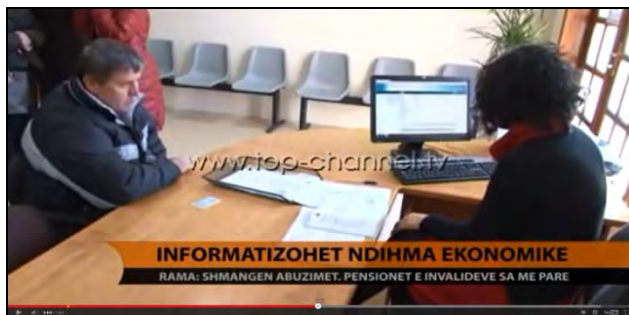 www.top-channel.tv
INFORMATIZOHET NDIHMA EKONOMIKE
RAMA: SHMANGEN ABUZIMET. PENSIONET E INVALIDEVE SA ME PARE